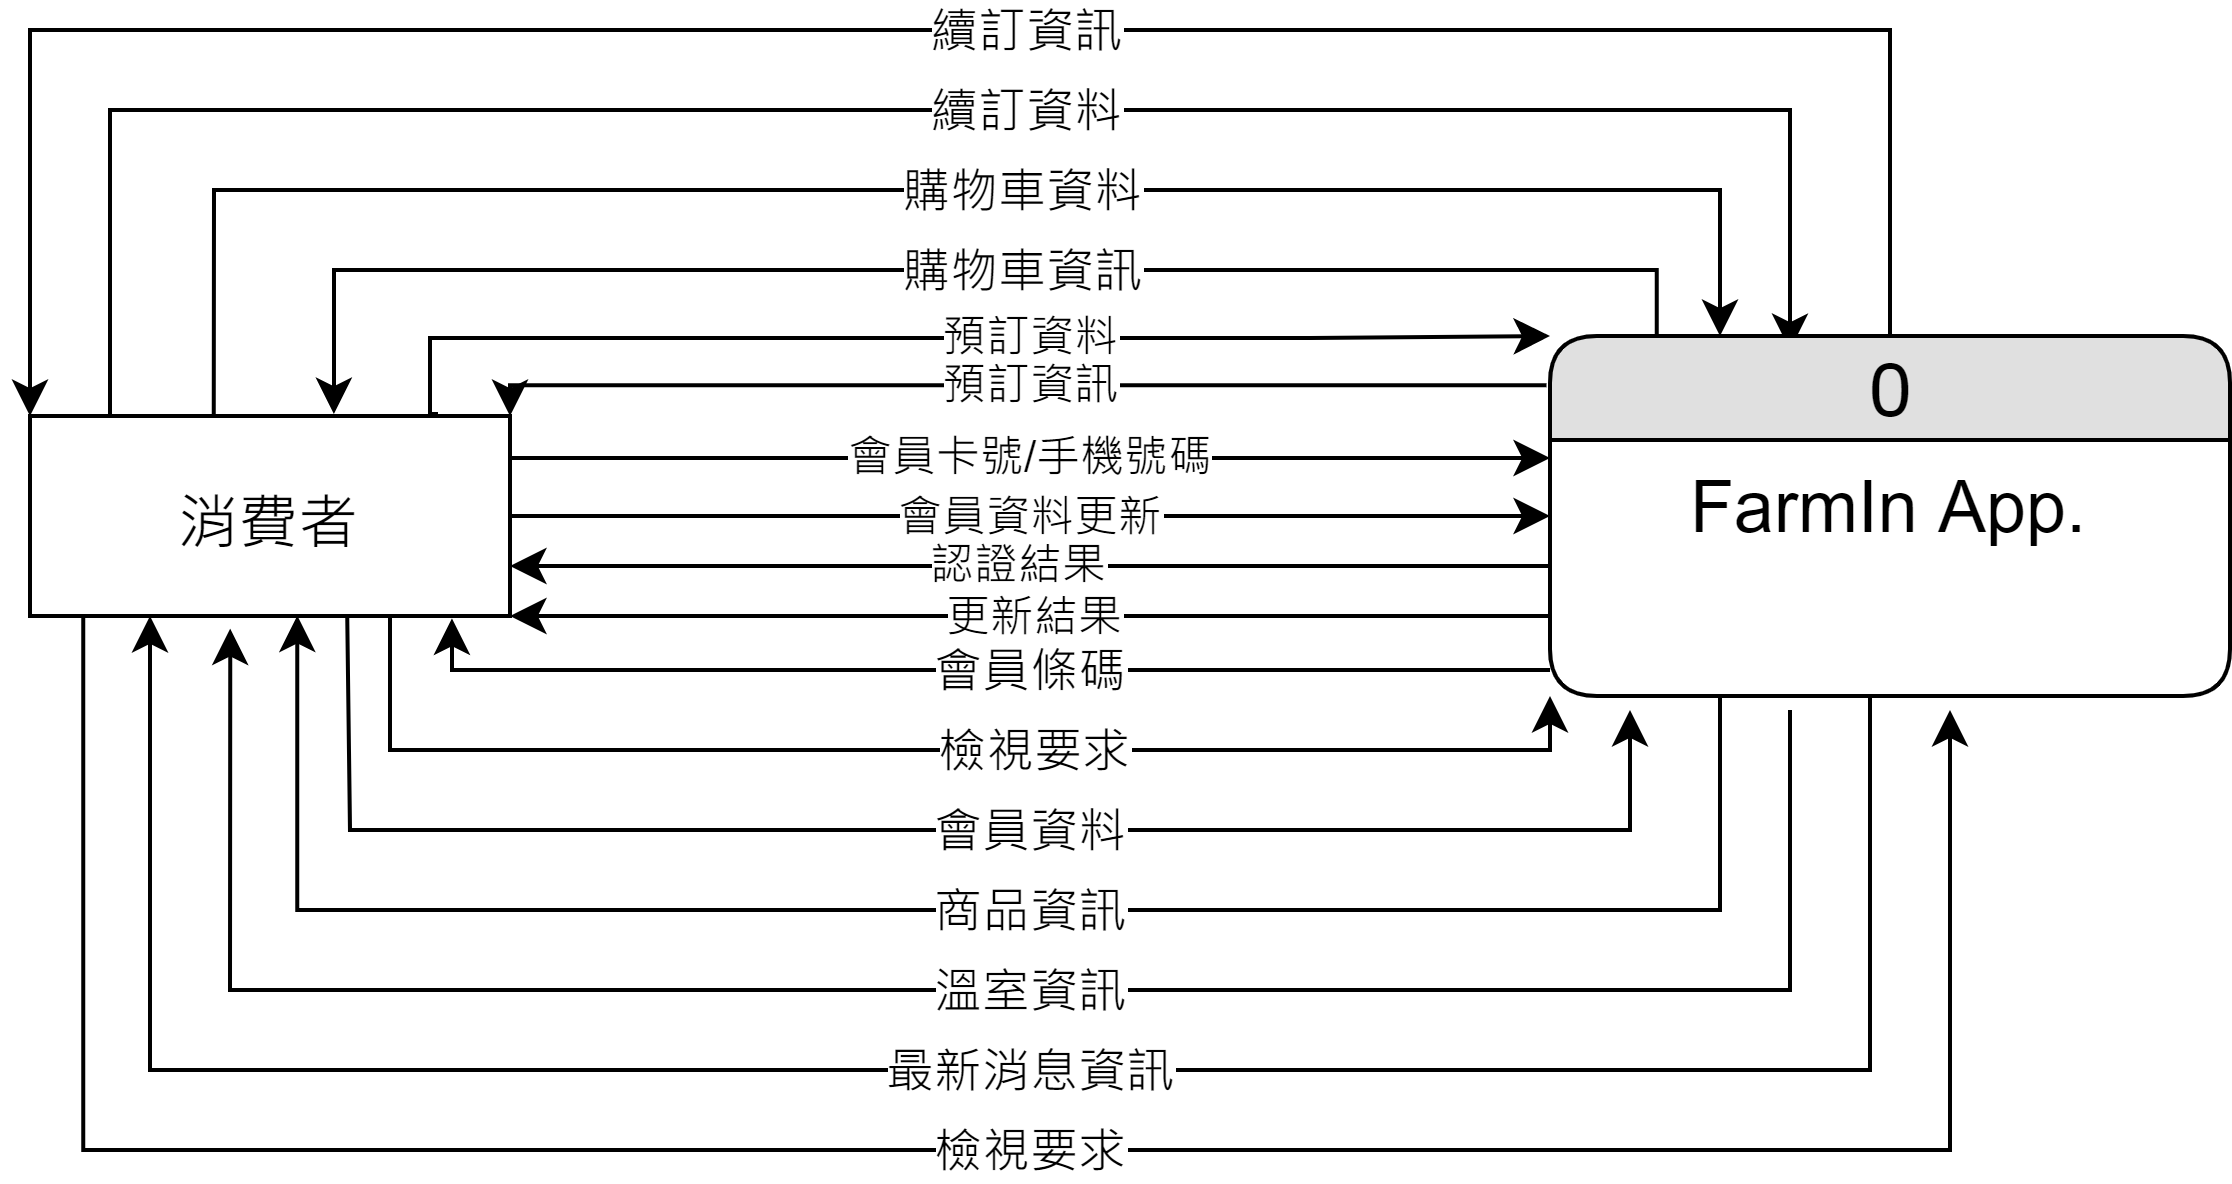 續訂資訊
續訂資料
購物車資料
購物車資訊
預訂資料
預訂資訊
0
會員卡號/手機號碼
消費者
FarmIn App.
會員資料更新
認證結果
更新結果
會員條碼
檢視要求
會員資料
商品資訊
溫室資訊
最新消息資訊
檢視要求